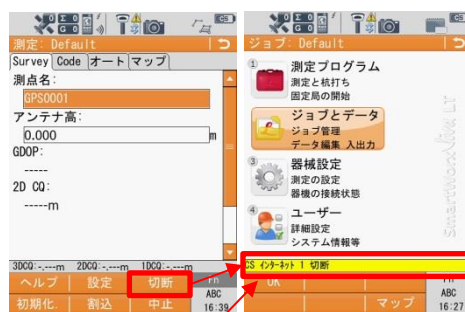 測定: Default
Survey Code オート マップ
測点名:
GPS0001
アンテナ高:
0.000 m
GDOP:
-----
2D CQ:
-----m
3DCQ:-.---m 2DCQ:-.---m 1DCQ:-.---m
ヘルプ 設定 切断 Fn
初期化. 割込 中止 ABC
16:39
ジョブ: Default
1 測定プログラム
測定と杭打ち
固定局の開始
ジョブとデータ
ジョブ管理
データ編集 入出力
3 器械設定
測定の設定
器機の接続状態
4 ユーザー
詳細設定
システム情報等
SmartWorx Viva LT
CS インターネット 1 切断
OK Fn
マップ ABC
16:27